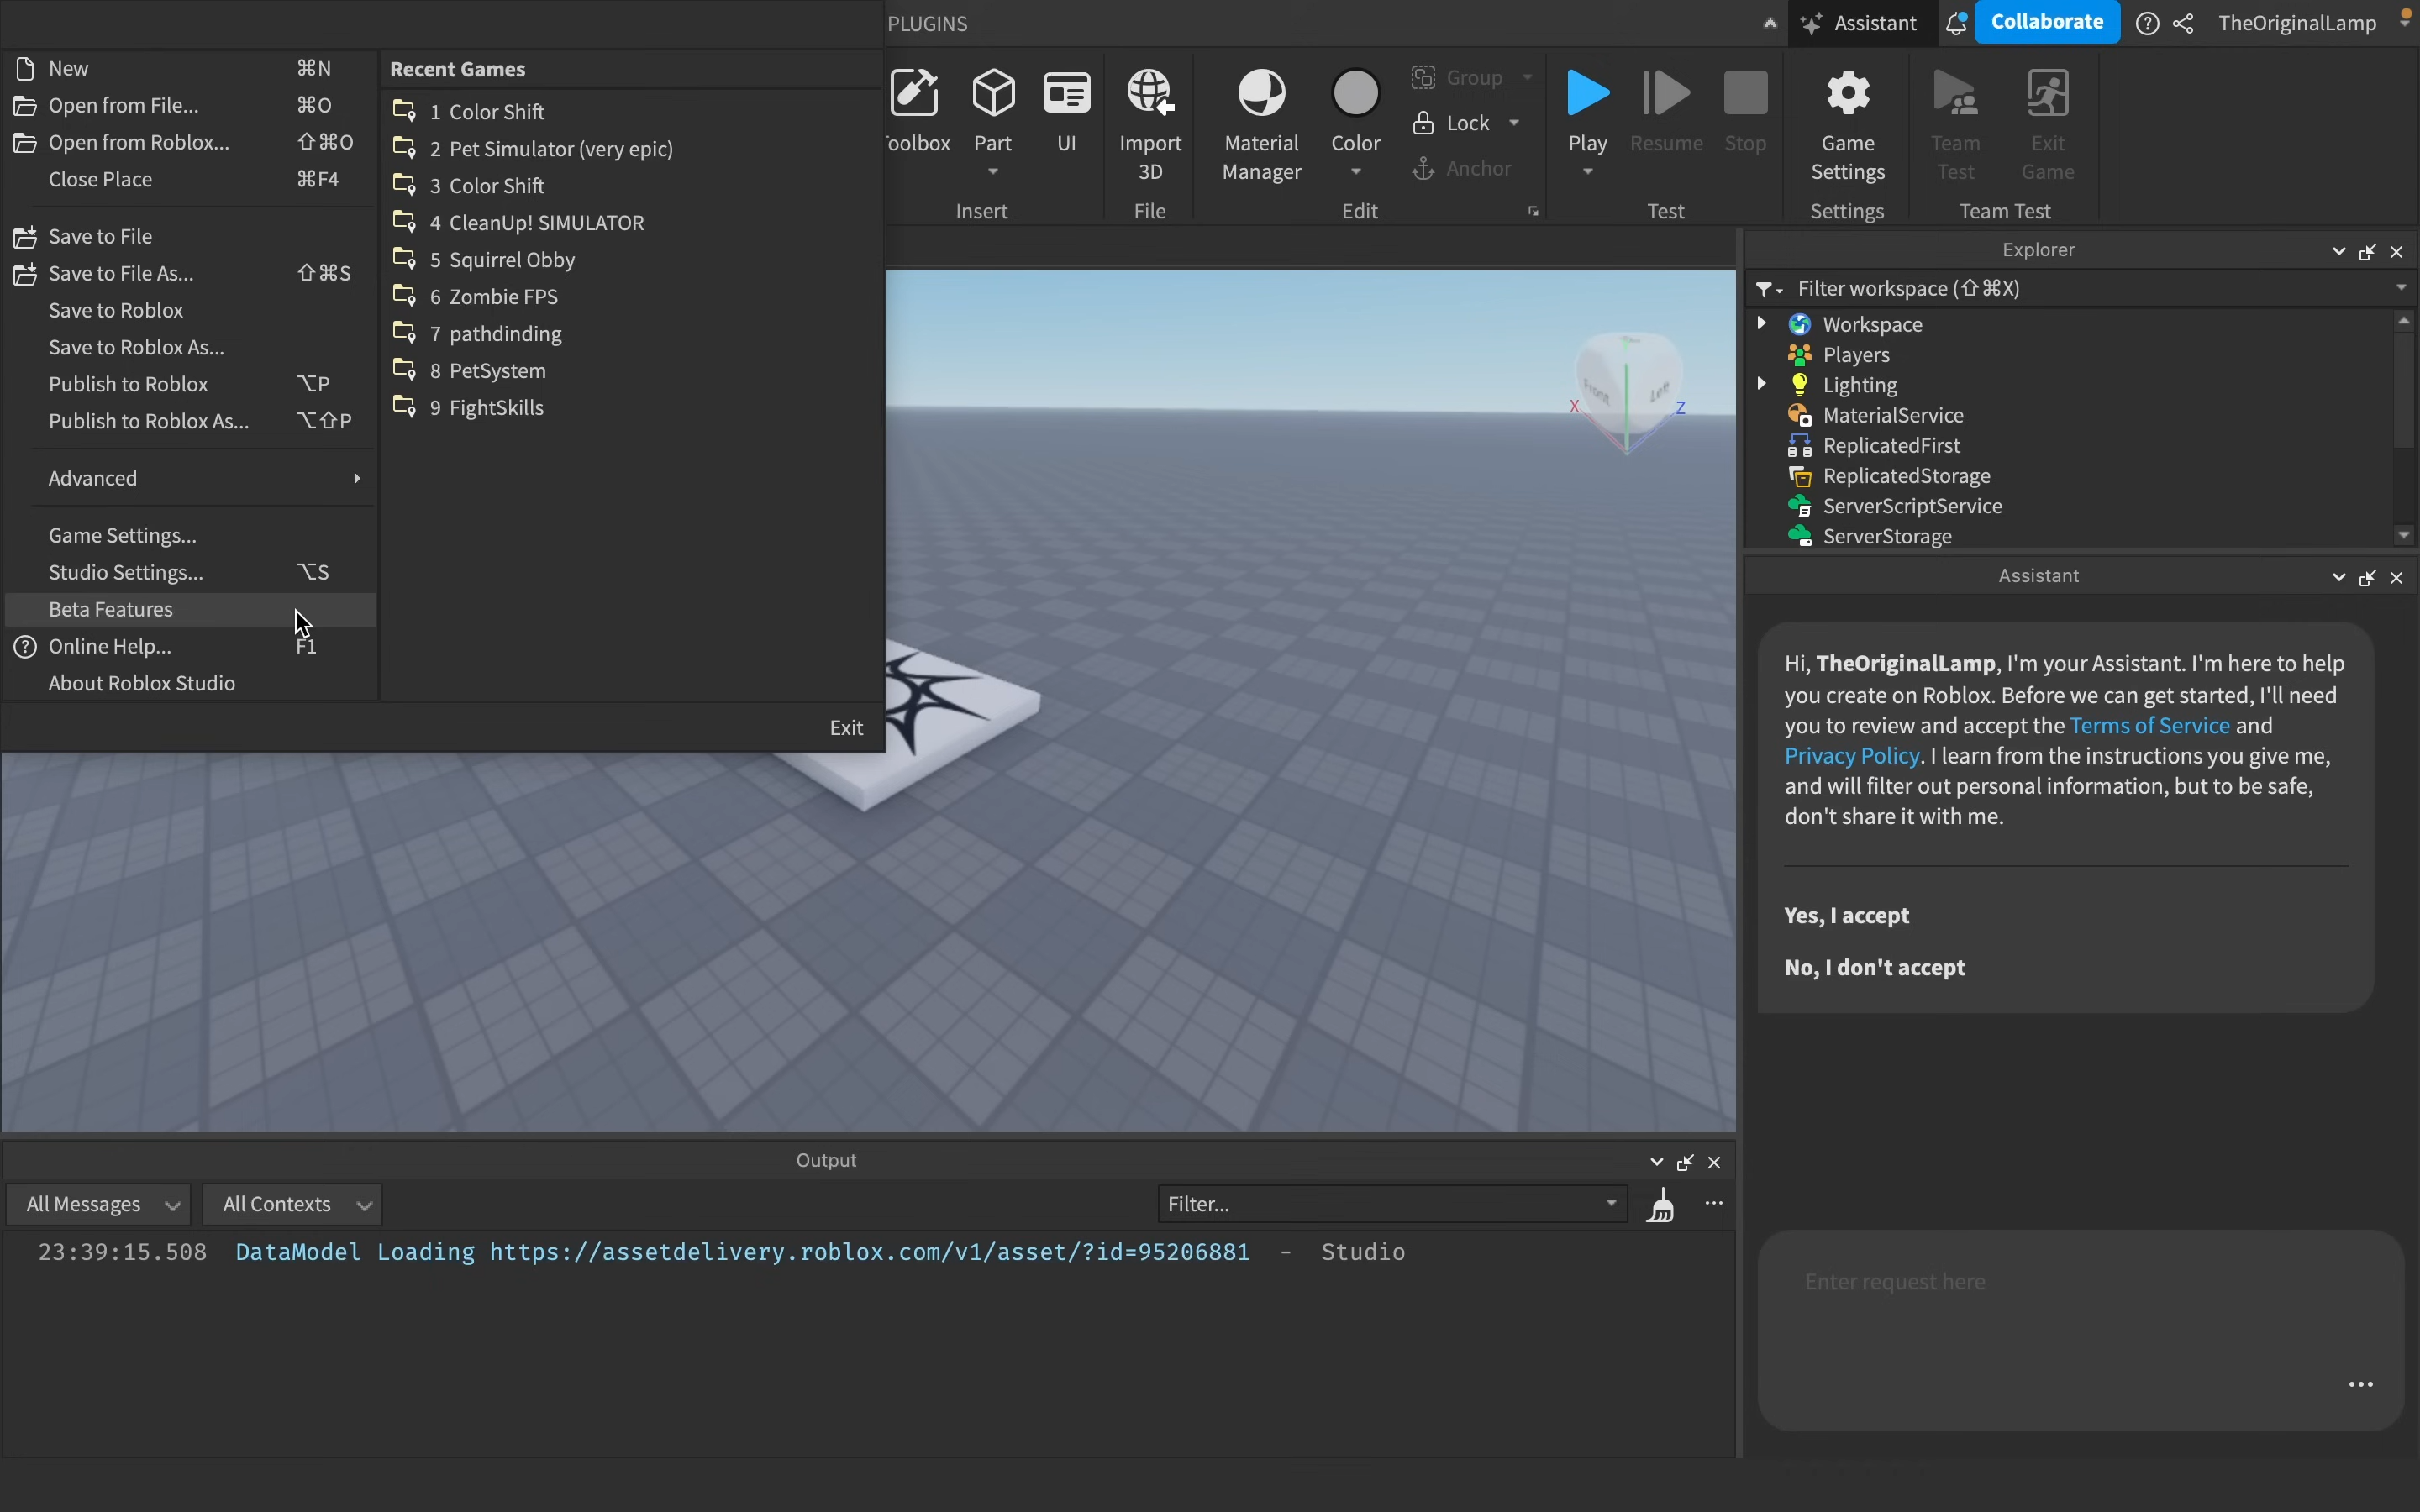 PLUGINS
Assistant
Collaborate
TheOriginalLamp
New ⌘N
Open from File... ⌘O
Open from Roblox... ⇧⌘O
Close Place ⌘F4
Save to File
Save to File As... ⇧⌘S
Save to Roblox
Save to Roblox As...
Publish to Roblox ⌥P
Publish to Roblox As... ⌥⇧P
Advanced
Game Settings...
Studio Settings... ⌥S
Beta Features
Online Help... F1
About Roblox Studio
Exit
Recent Games
1 Color Shift
2 Pet Simulator (very epic)
3 Color Shift
4 CleanUp! SIMULATOR
5 Squirrel Obby
6 Zombie FPS
7 pathdinding
8 PetSystem
9 FightSkills
oolbox
Part
UI
Insert
Import
3D
File
Material
Manager
Color
Group
Lock
Anchor
Edit
Play
Resume
Stop
Test
Game
Settings
Settings
Team
Test
Exit
Game
Team Test
Front
Left
X
Z
Explorer
Filter workspace (⇧⌘X)
Workspace
Players
Lighting
MaterialService
ReplicatedFirst
ReplicatedStorage
ServerScriptService
ServerStorage
Assistant
Hi, TheOriginalLamp, I'm your Assistant. I'm here to help
you create on Roblox. Before we can get started, I'll need
you to review and accept the Terms of Service and
Privacy Policy. I learn from the instructions you give me,
and will filter out personal information, but to be safe,
don't share it with me.
Yes, I accept
No, I don't accept
Enter request here
Output
All Messages
All Contexts
Filter...
23:39:15.508 DataModel Loading https://assetdelivery.roblox.com/v1/asset/?id=95206881 - Studio